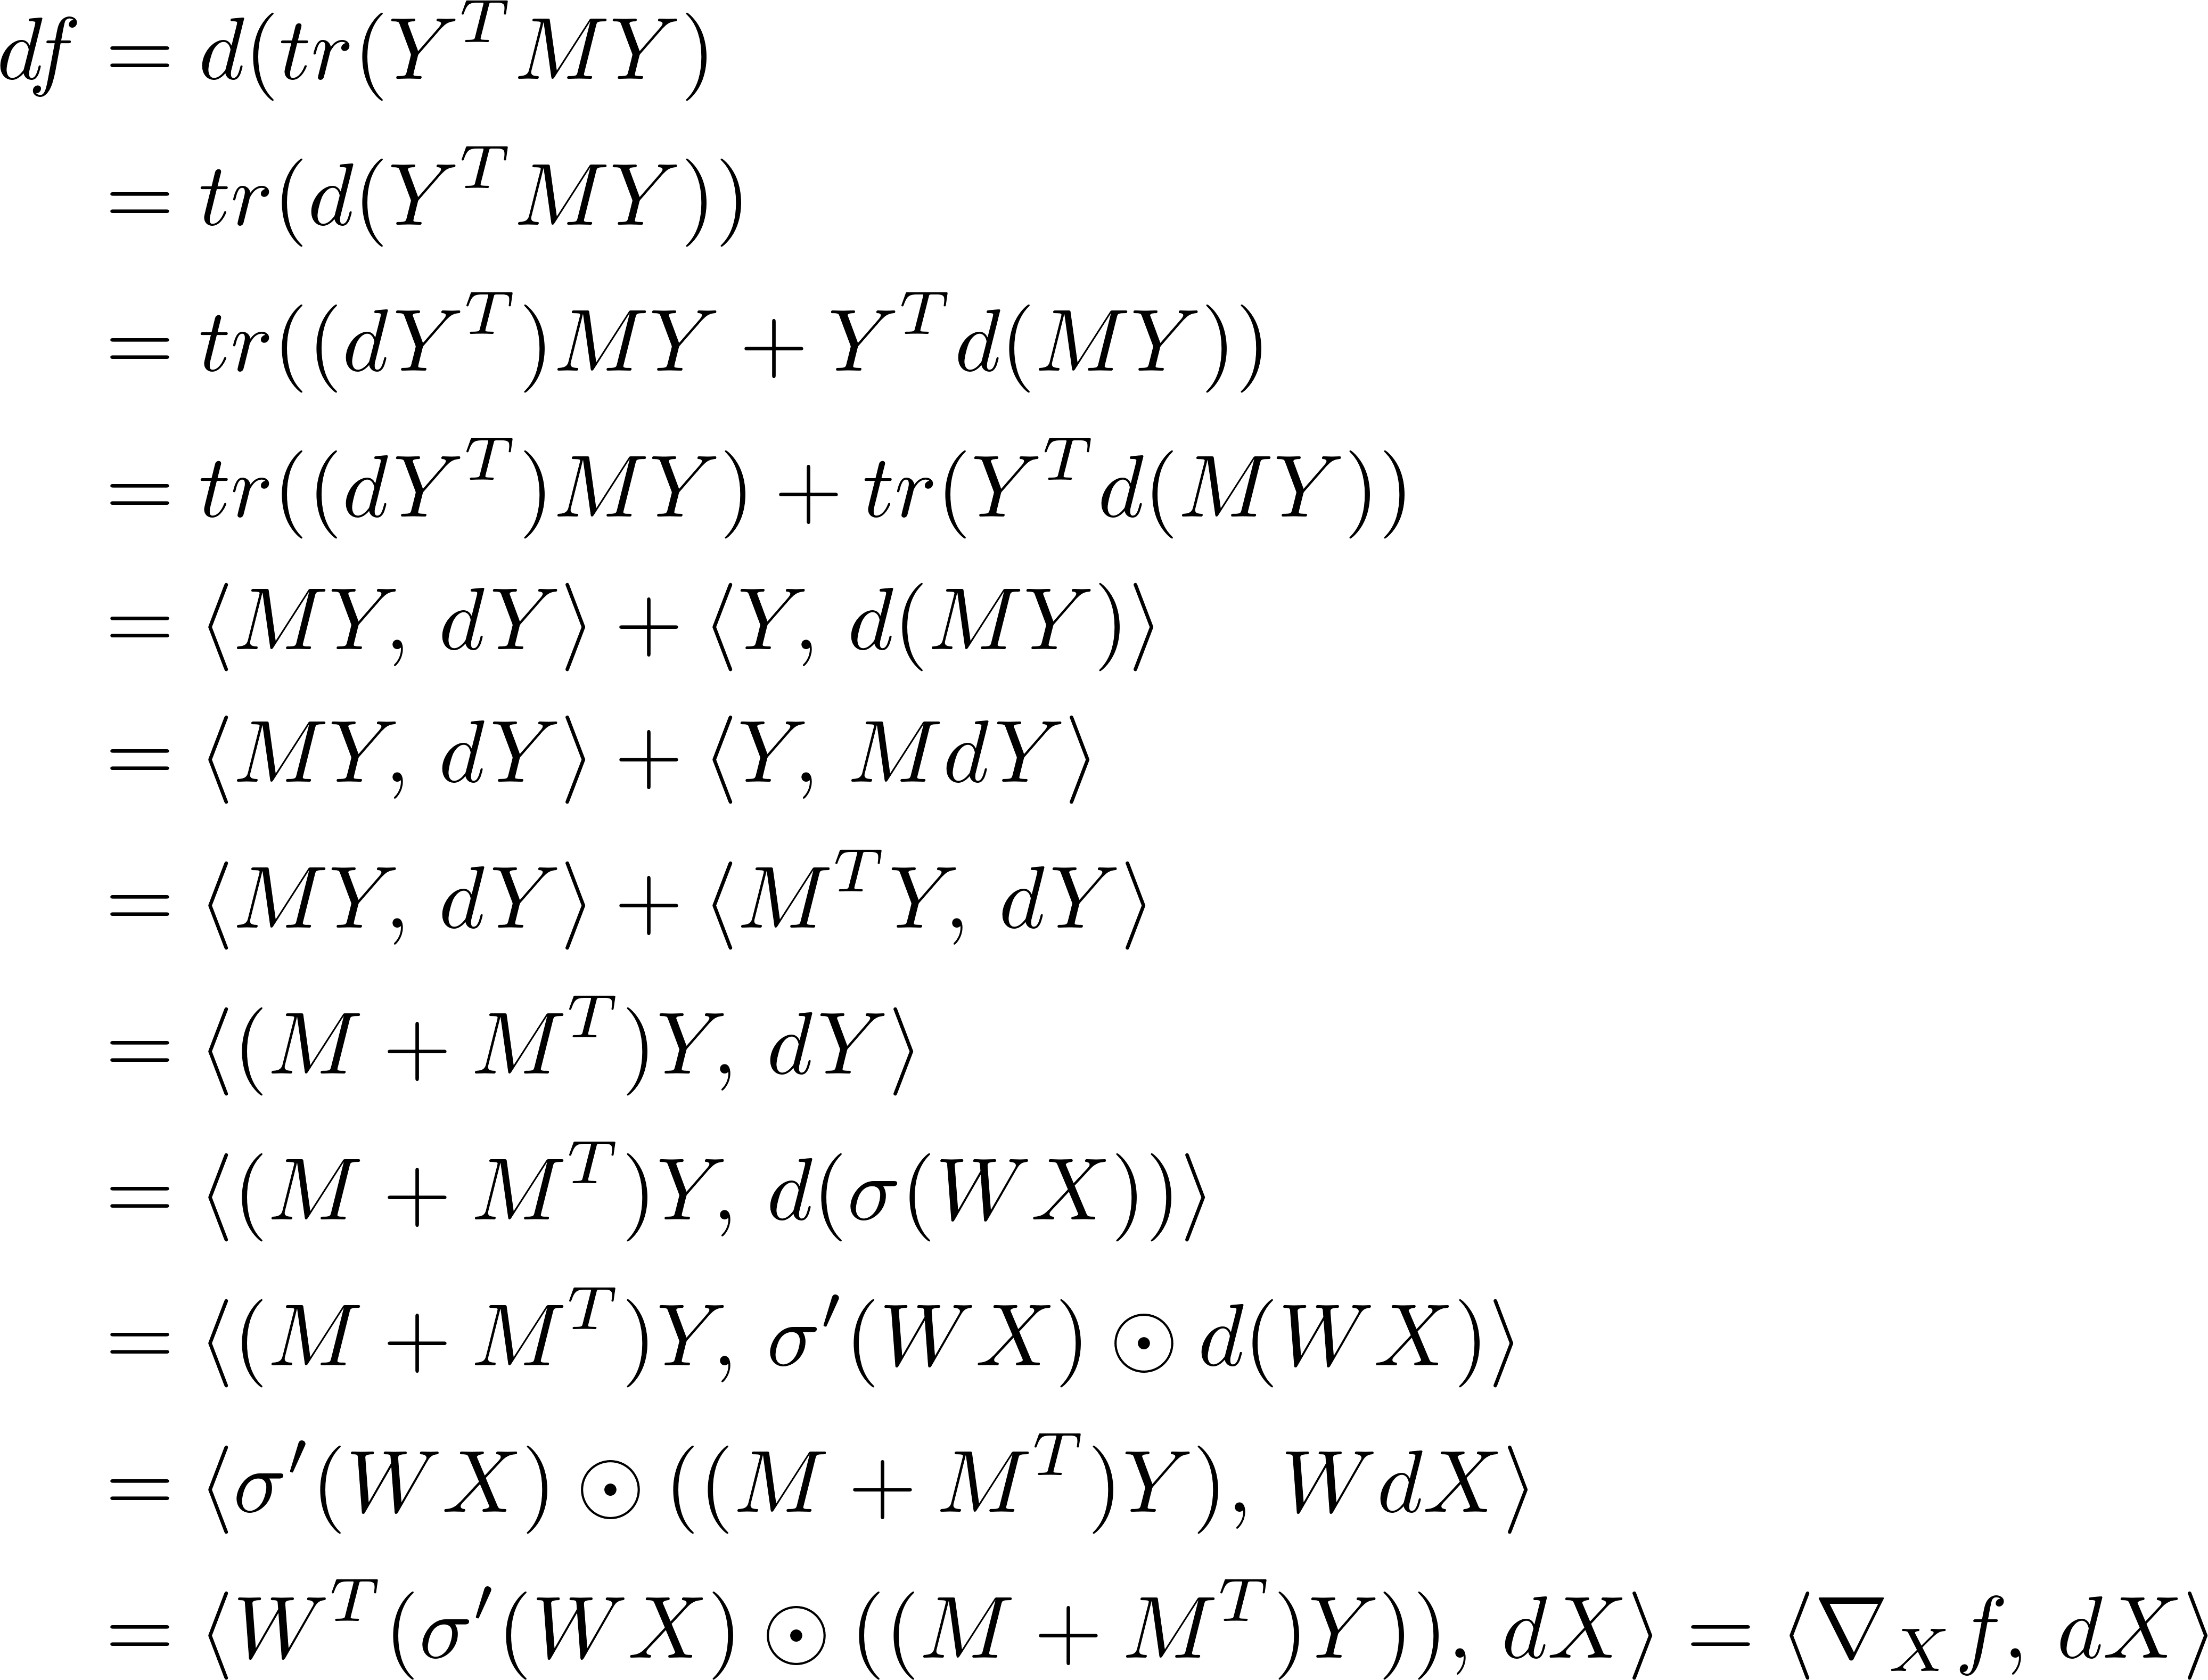 df = d(tr(Y^T MY)
= tr(d(Y^T MY))
= tr((dY^T)MY + Y^T d(MY))
= tr((dY^T)MY) + tr(Y^T d(MY))
= ⟨MY, dY⟩ + ⟨Y, d(MY)⟩
= ⟨MY, dY⟩ + ⟨Y, MdY⟩
= ⟨MY, dY⟩ + ⟨M^T Y, dY⟩
= ⟨(M + M^T)Y, dY⟩
= ⟨(M + M^T)Y, d(σ(WX))⟩
= ⟨(M + M^T)Y, σ′(WX) ⊙ d(WX)⟩
= ⟨σ′(WX) ⊙ ((M + M^T)Y), WdX⟩
= ⟨W^T(σ′(WX) ⊙ ((M + M^T)Y)), dX⟩ = ⟨∇_X f, dX⟩